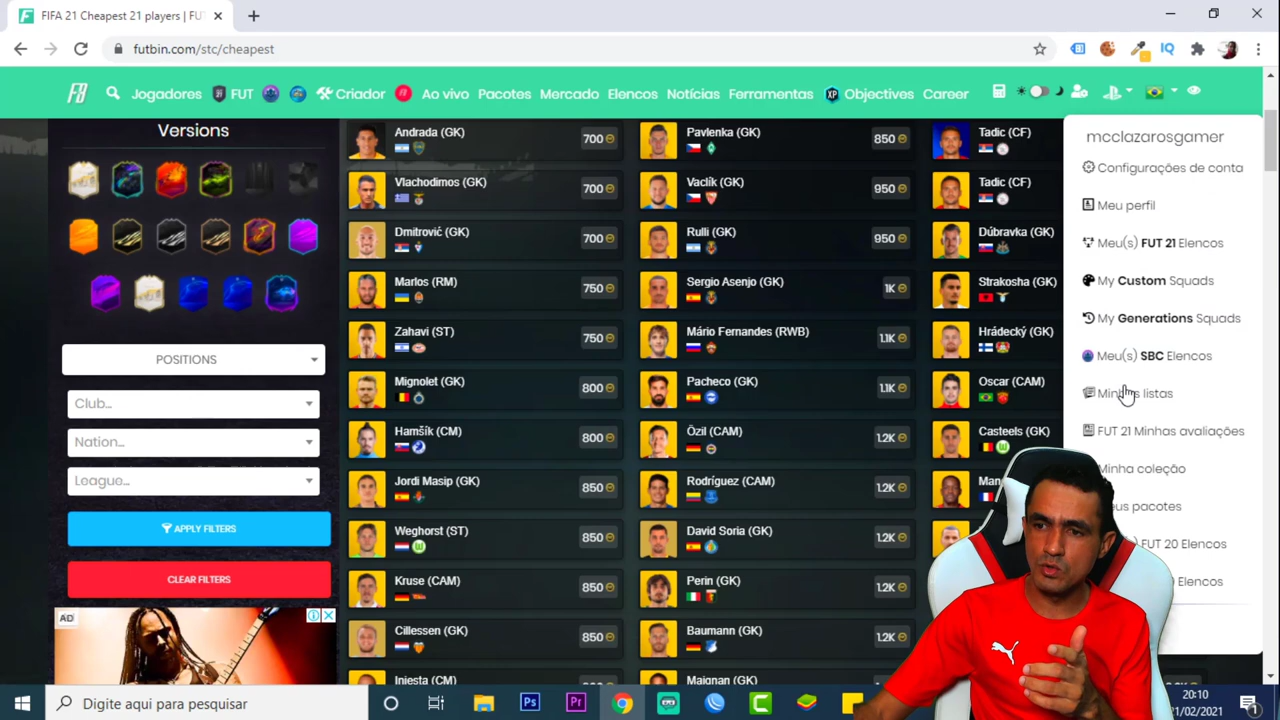 FIFA 21 Cheapest 21 players | FU
futbin.com/stc/cheapest
IQ
Jogadores FUT Criador Ao vivo Pacotes Mercado Elencos Notícias Ferramentas XP Objectives Career
Versions
POSITIONS
Club...
Nation...
League...
APPLY FILTERS
CLEAR FILTERS
AD
Andrada (GK) 700
Vlachodimos (GK) 700
Dmitrović (GK) 700
Marlos (RM) 750
Zahavi (ST) 750
Mignolet (GK) 800
Hamšík (CM) 800
Jordi Masip (GK) 850
Weghorst (ST) 850
Kruse (CAM) 850
Cillessen (GK) 850
Iniesta (CM)
Pavlenka (GK) 850
Vaclík (GK) 950
Rulli (GK) 950
Sergio Asenjo (GK) 1K
Mário Fernandes (RWB) 1.1K
Pacheco (GK) 1.1K
Özil (CAM) 1.2K
Rodríguez (CAM) 1.2K
David Soria (GK) 1.2K
Perin (GK) 1.2K
Baumann (GK) 1.2K
Maignan (GK)
Tadic (CF)
Tadic (CF)
Dúbravka (GK)
Strakosha (GK)
Hrádecký (GK)
Oscar (CAM)
Casteels (GK)
mcclazarosgamer
Configurações de conta
Meu perfil
Meu(s) FUT 21 Elencos
My Custom Squads
My Generations Squads
Meu(s) SBC Elencos
Minhas listas
FUT 21 Minhas avaliações
Minha coleção
pacotes
FUT 20 Elencos
Elencos
PUMA
Digite aqui para pesquisar
Ps
Pr
20:10
21/02/2021
1